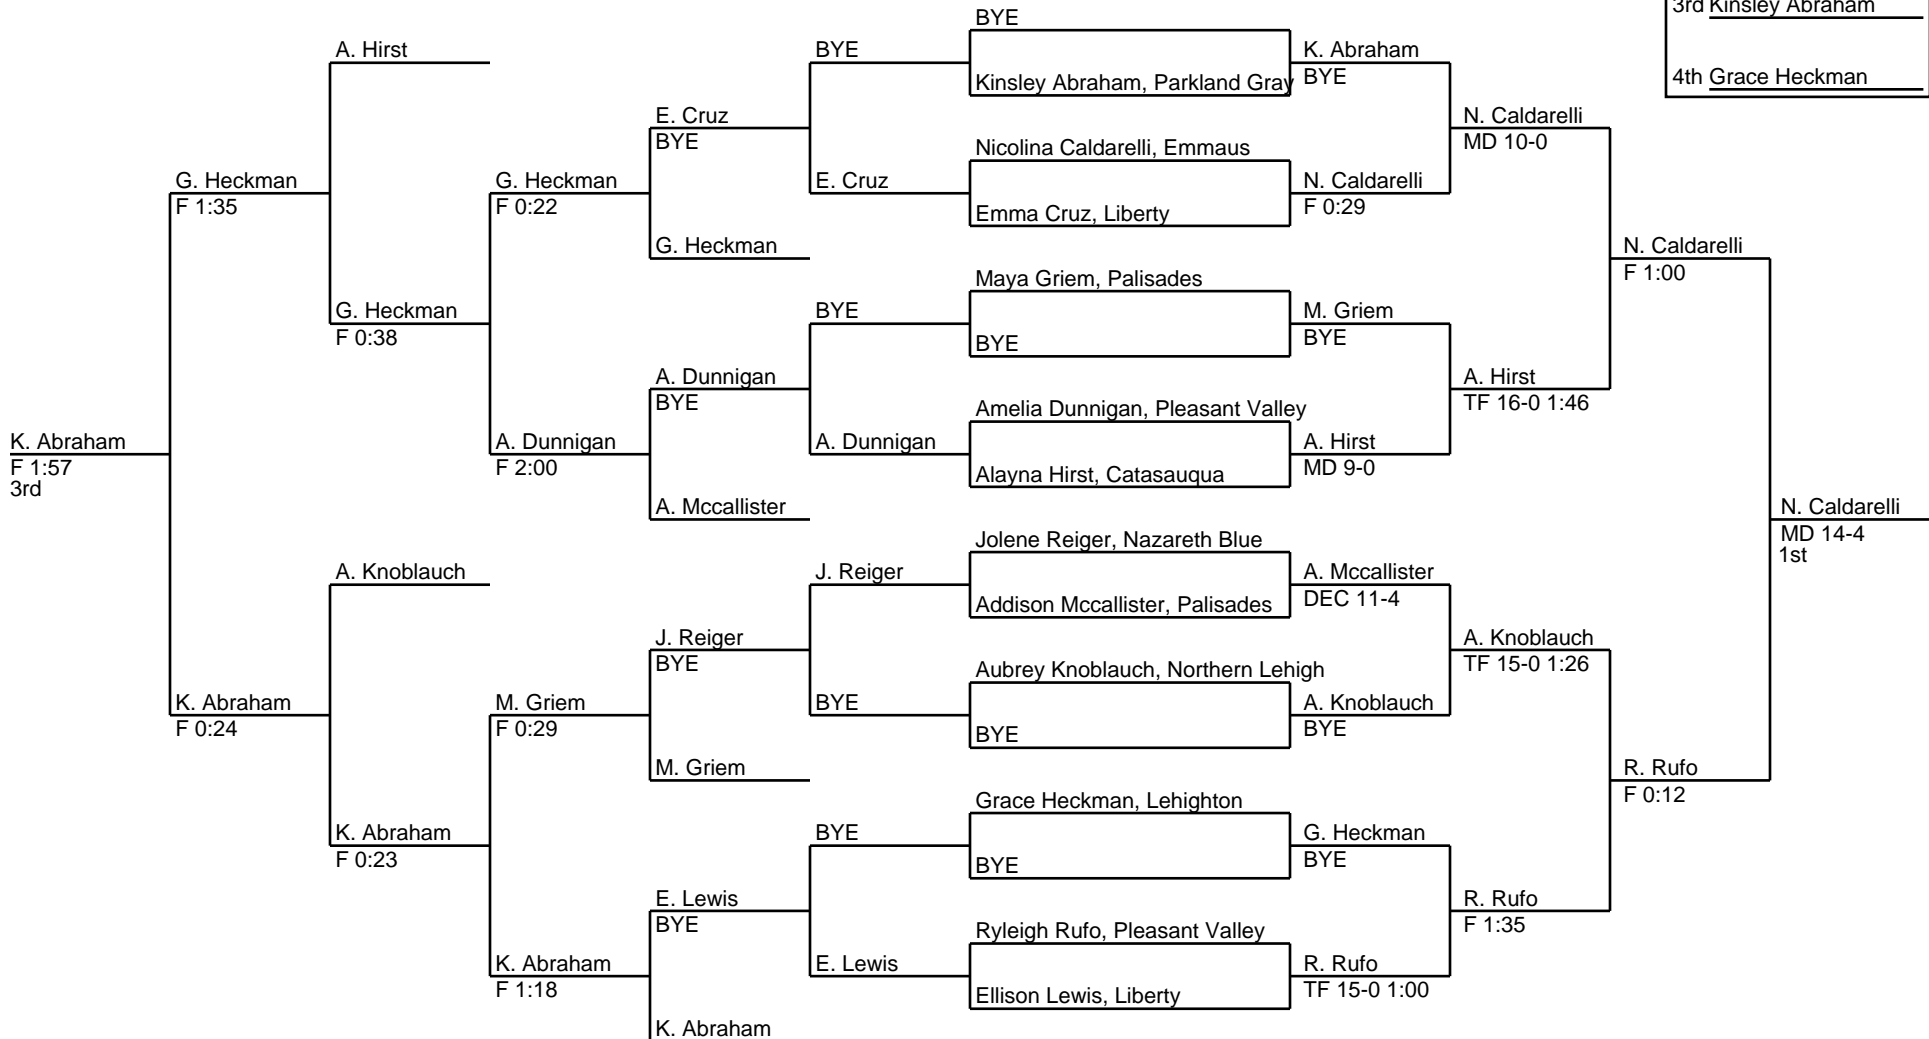 3rd Kinsley Abraham
4th Grace Heckman
K. Abraham
F 1:57
3rd
G. Heckman
F 1:35
K. Abraham
F 0:24
A. Hirst
G. Heckman
F 0:38
A. Knoblauch
K. Abraham
F 0:23
G. Heckman
F 0:22
A. Dunnigan
F 2:00
M. Griem
F 0:29
K. Abraham
F 1:18
E. Cruz
BYE
G. Heckman
A. Dunnigan
BYE
A. Mccallister
J. Reiger
BYE
M. Griem
E. Lewis
BYE
K. Abraham
BYE
E. Cruz
BYE
A. Dunnigan
J. Reiger
BYE
BYE
E. Lewis
BYE
Kinsley Abraham, Parkland Gray
Nicolina Caldarelli, Emmaus
Emma Cruz, Liberty
Maya Griem, Palisades
BYE
Amelia Dunnigan, Pleasant Valley
Alayna Hirst, Catasauqua
Jolene Reiger, Nazareth Blue
Addison Mccallister, Palisades
Aubrey Knoblauch, Northern Lehigh
BYE
Grace Heckman, Lehighton
BYE
Ryleigh Rufo, Pleasant Valley
Ellison Lewis, Liberty
K. Abraham
BYE
N. Caldarelli
F 0:29
M. Griem
BYE
A. Hirst
MD 9-0
A. Mccallister
DEC 11-4
A. Knoblauch
BYE
G. Heckman
BYE
R. Rufo
TF 15-0 1:00
N. Caldarelli
MD 10-0
A. Hirst
TF 16-0 1:46
A. Knoblauch
TF 15-0 1:26
R. Rufo
F 1:35
N. Caldarelli
F 1:00
R. Rufo
F 0:12
N. Caldarelli
MD 14-4
1st